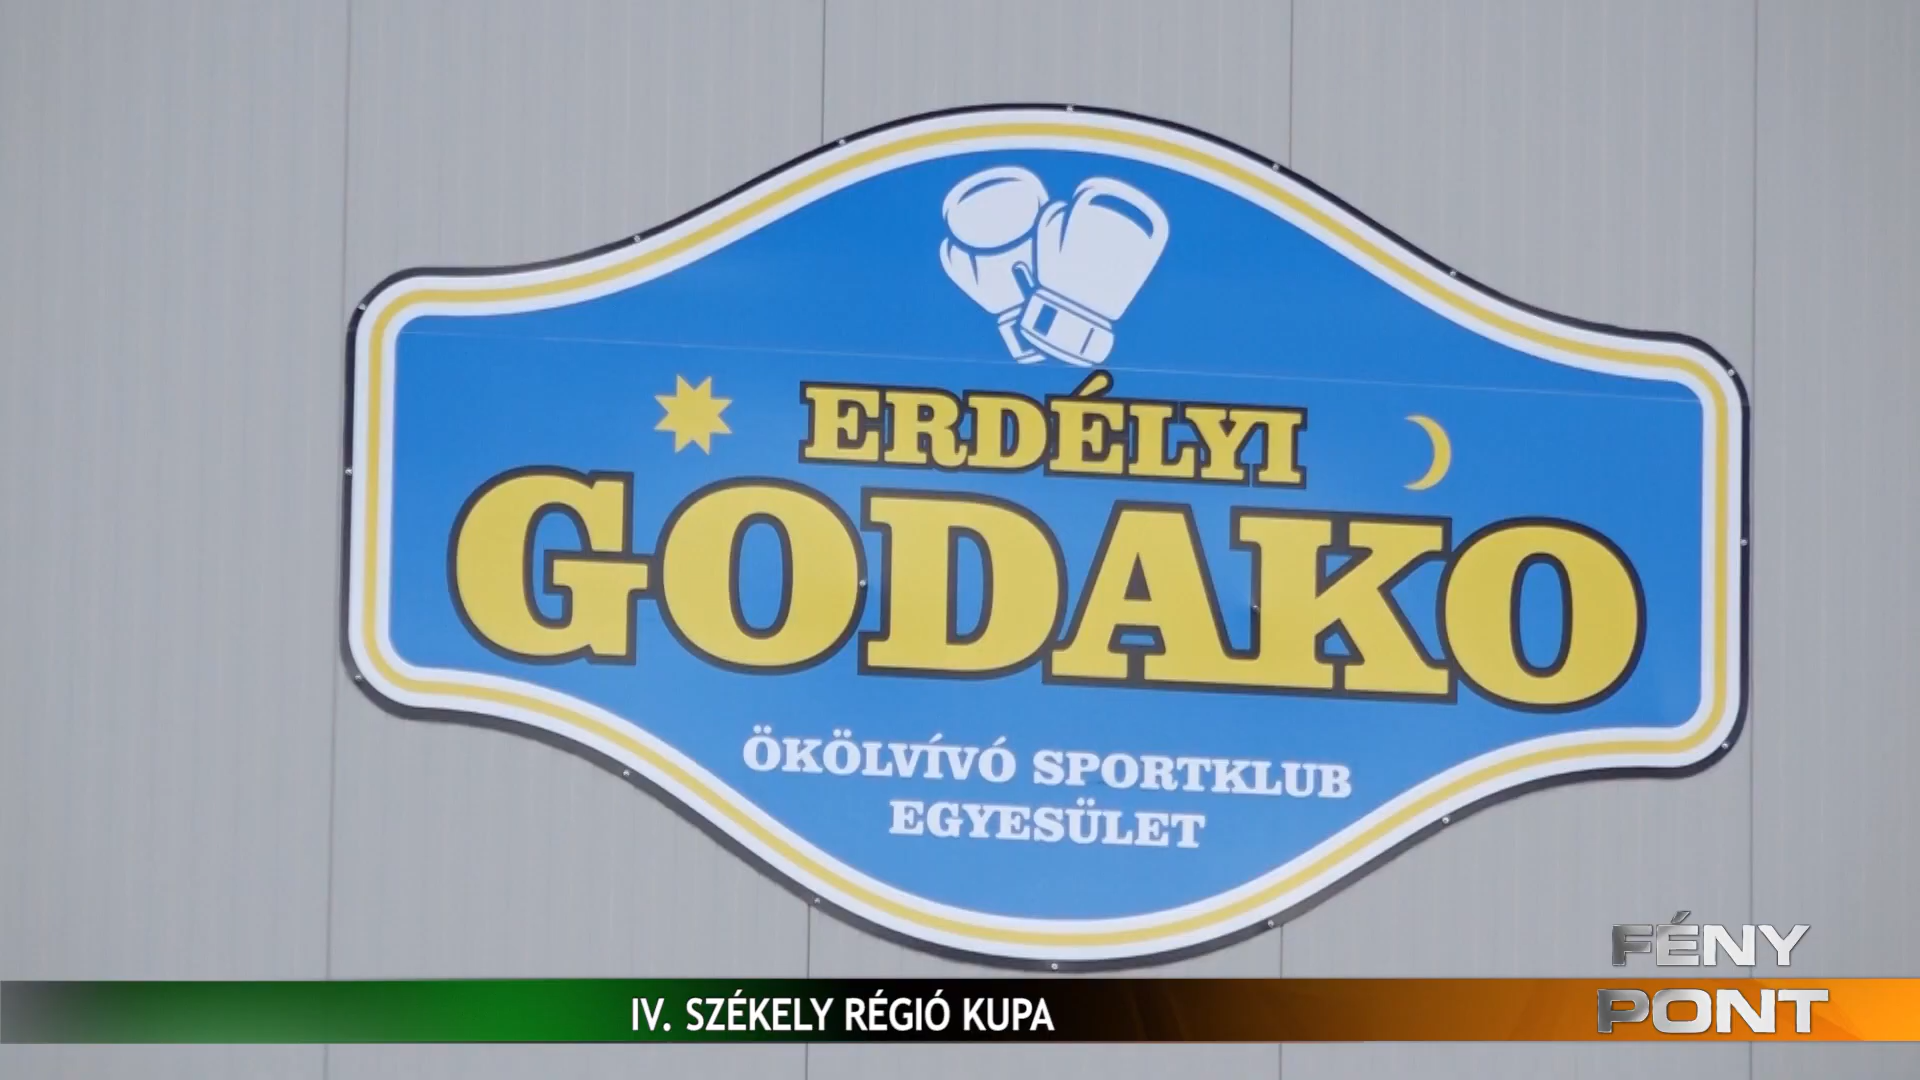 ERDÉLYI
GODAKO
ÖKÖLVÍVÓ SPORTKLUB
EGYESÜLET
FÉNY
PONT
IV. SZÉKELY RÉGIÓ KUPA